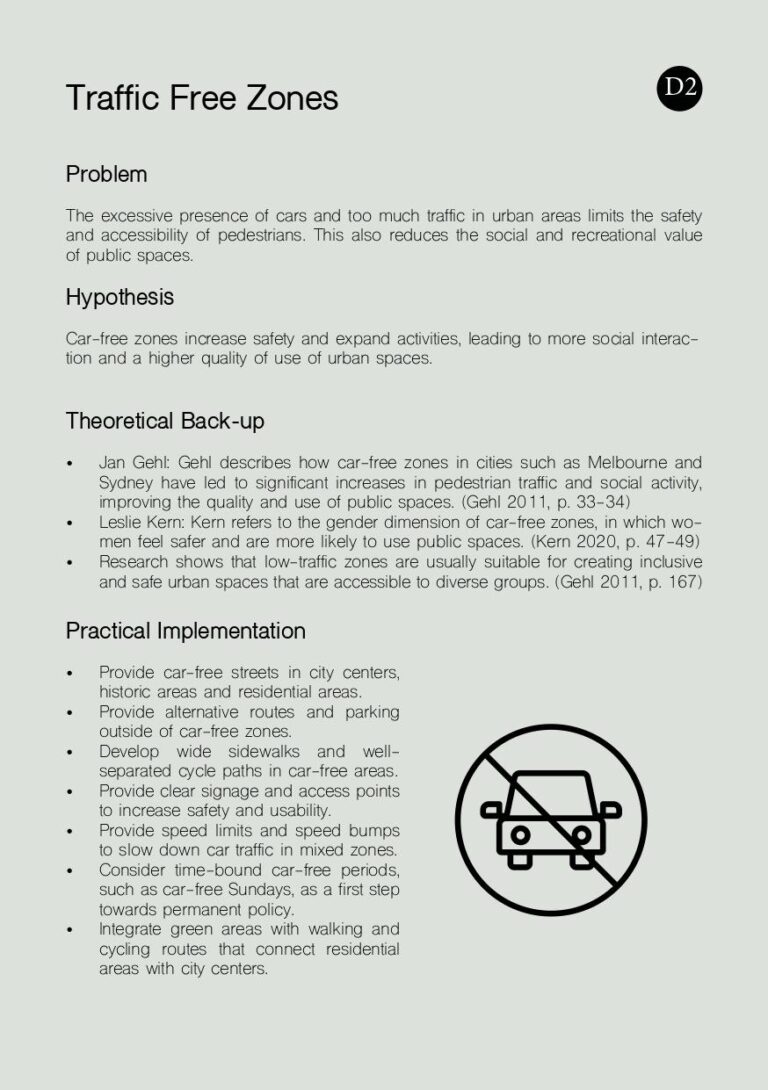 Traffic Free Zones
D2
Problem
The excessive presence of cars and too much traffic in urban areas limits the safety
and accessibility of pedestrians. This also reduces the social and recreational value
of public spaces.
Hypothesis
Car-free zones increase safety and expand activities, leading to more social interac-
tion and a higher quality of use of urban spaces.
Theoretical Back-up
• Jan Gehl: Gehl describes how car-free zones in cities such as Melbourne and
Sydney have led to significant increases in pedestrian traffic and social activity,
improving the quality and use of public spaces. (Gehl 2011, p. 33-34)
• Leslie Kern: Kern refers to the gender dimension of car-free zones, in which wo-
men feel safer and are more likely to use public spaces. (Kern 2020, p. 47-49)
• Research shows that low-traffic zones are usually suitable for creating inclusive
and safe urban spaces that are accessible to diverse groups. (Gehl 2011, p. 167)
Practical Implementation
• Provide car-free streets in city centers,
historic areas and residential areas.
• Provide alternative routes and parking
outside of car-free zones.
• Develop wide sidewalks and well-
separated cycle paths in car-free areas.
• Provide clear signage and access points
to increase safety and usability.
• Provide speed limits and speed bumps
to slow down car traffic in mixed zones.
• Consider time-bound car-free periods,
such as car-free Sundays, as a first step
towards permanent policy.
• Integrate green areas with walking and
cycling routes that connect residential
areas with city centers.